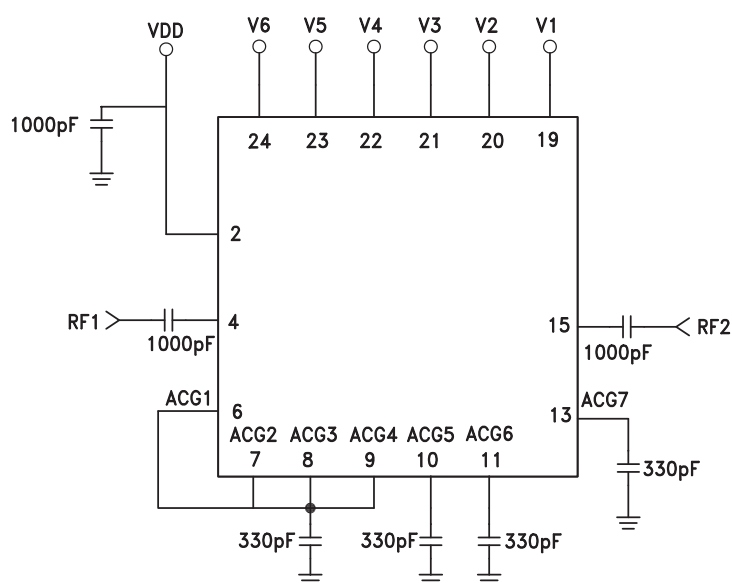 VDD V6 V5 V4 V3 V2 V1
1000pF
24 23 22 21 20 19
2
RF1 4
1000pF
15 RF2
1000pF
ACG1 6
13 ACG7
ACG2 ACG3 ACG4 ACG5 ACG6
7 8 9 10 11
330pF
330pF 330pF 330pF